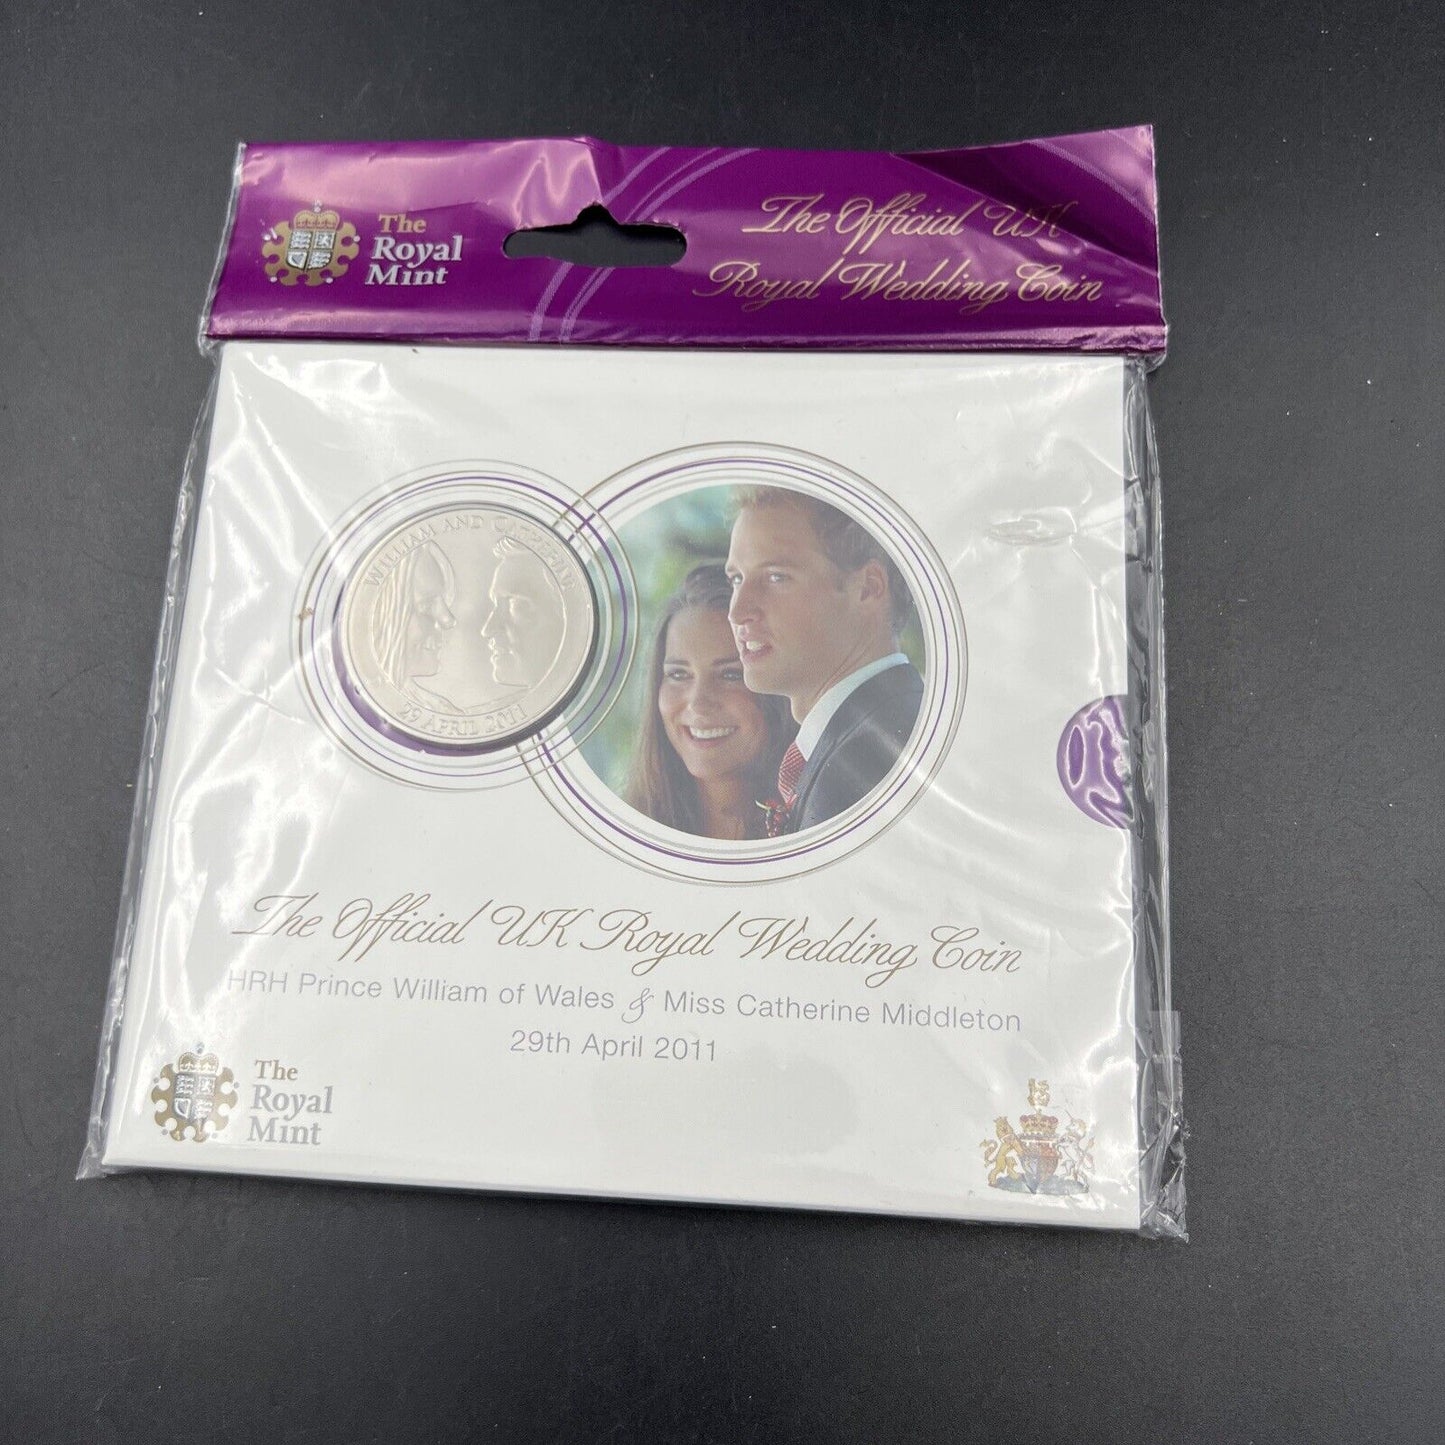 The
Royal
Mint
The Official UK
Royal Wedding Coin
WILLIAM AND CATHERINE
29 APRIL 2011
The Official UK Royal Wedding Coin
HRH Prince William of Wales & Miss Catherine Middleton
29th April 2011
The
Royal
Mint